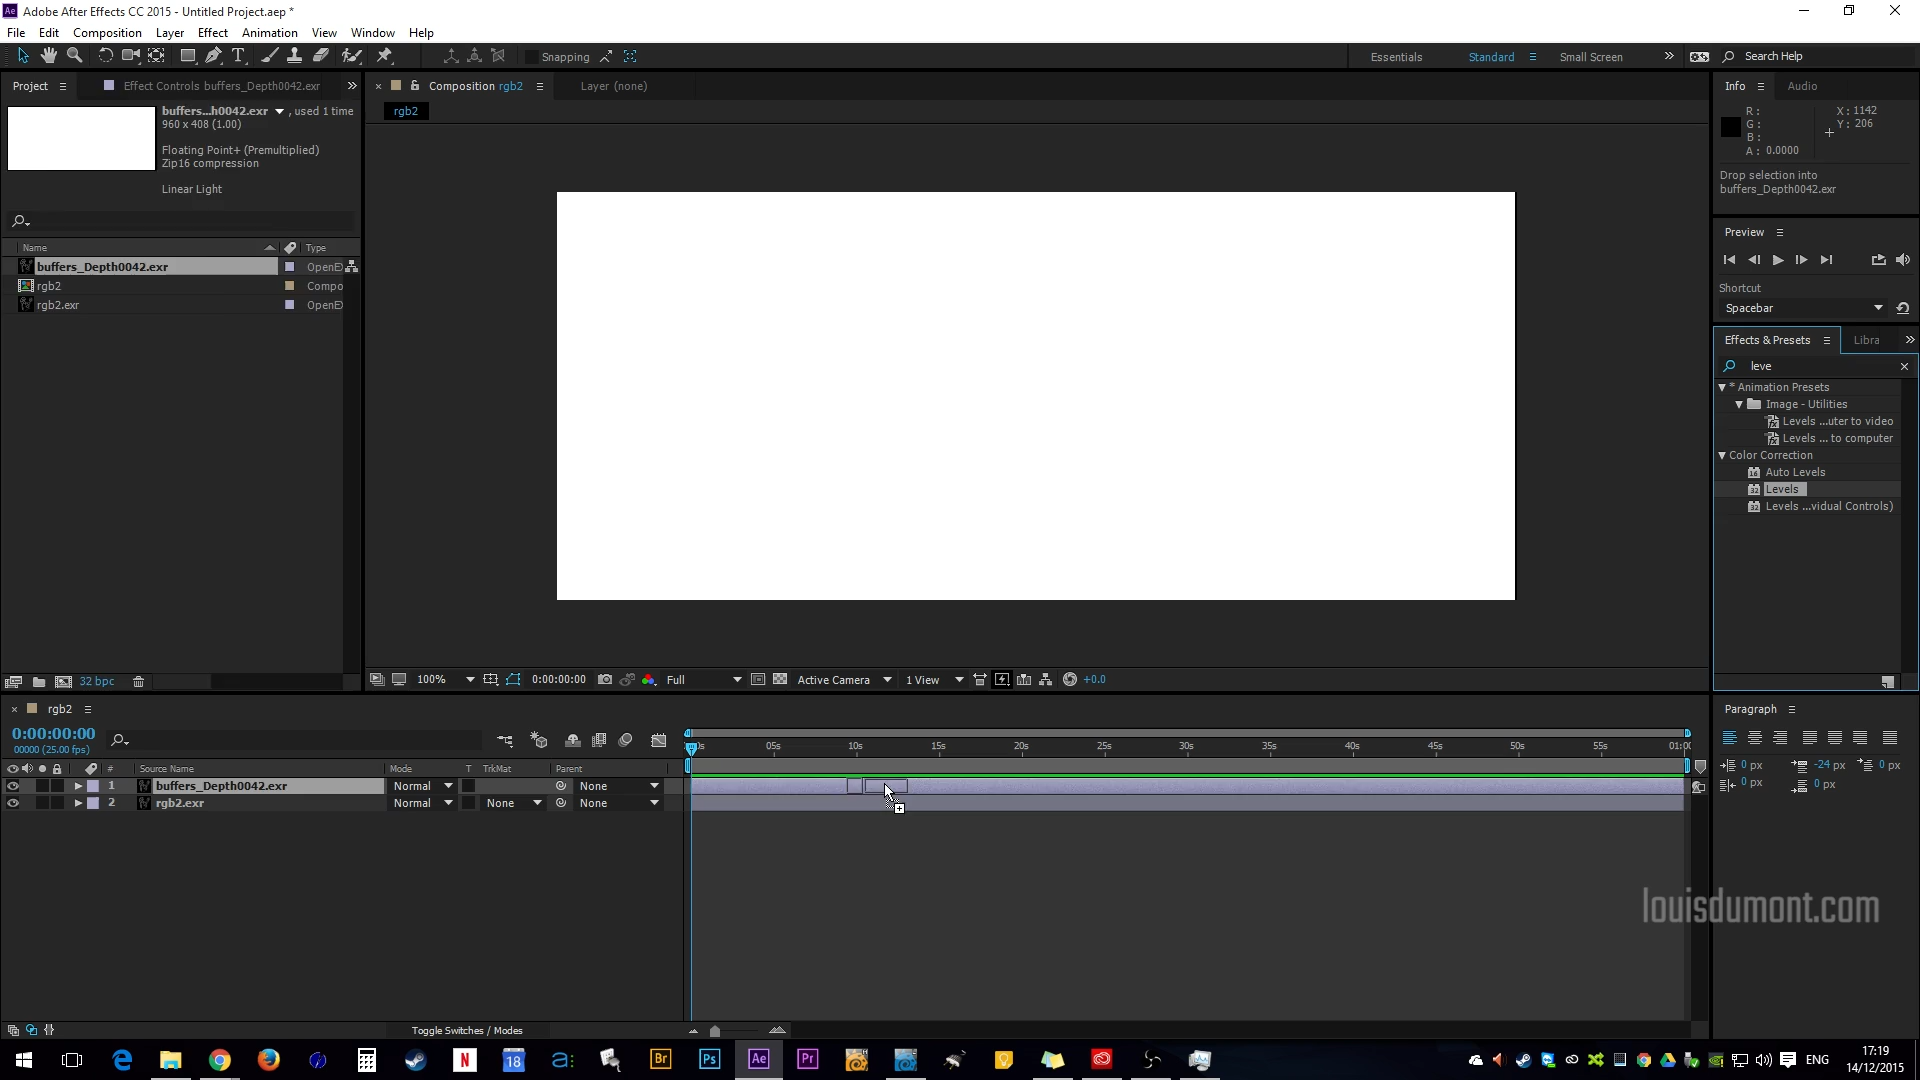 Ae Adobe After Effects CC 2015 - Untitled Project.aep *
File Edit Composition Layer Effect Animation View Window Help
Snapping
Essentials Standard Small Screen Search Help
Project Effect Controls buffers_Depth0042.exr
Composition rgb2 Layer (none)
Info Audio
buffers...h0042.exr , used 1 time
960 x 408 (1.00)
Floating Point+ (Premultiplied)
Zip16 compression
Linear Light
rgb2
R:
G:
B:
A: 0.0000
X: 1142
Y: 206
Drop selection into
buffers_Depth0042.exr
Name Type
buffers_Depth0042.exr OpenE
rgb2 Compo
rgb2.exr OpenE
Preview
Shortcut
Spacebar
Effects & Presets Libra
leve
* Animation Presets
Image - Utilities
Levels ...uter to video
Levels ... to computer
Color Correction
Auto Levels
Levels
Levels ...vidual Controls)
32 bpc
100% 0:00:00:00 Full Active Camera 1 View +0.0
rgb2
0:00:00:00
00000 (25.00 fps)
05s 10s 15s 20s 25s 30s 35s 40s 45s 50s 55s 01:00
# Source Name Mode T TrkMat Parent
1 buffers_Depth0042.exr Normal None
2 rgb2.exr Normal None None
Toggle Switches / Modes
Paragraph
0 px -24 px 0 px
0 px 0 px
louisdumont.com
N 18 a: Br Ps Ae Pr
ENG
17:19
14/12/2015